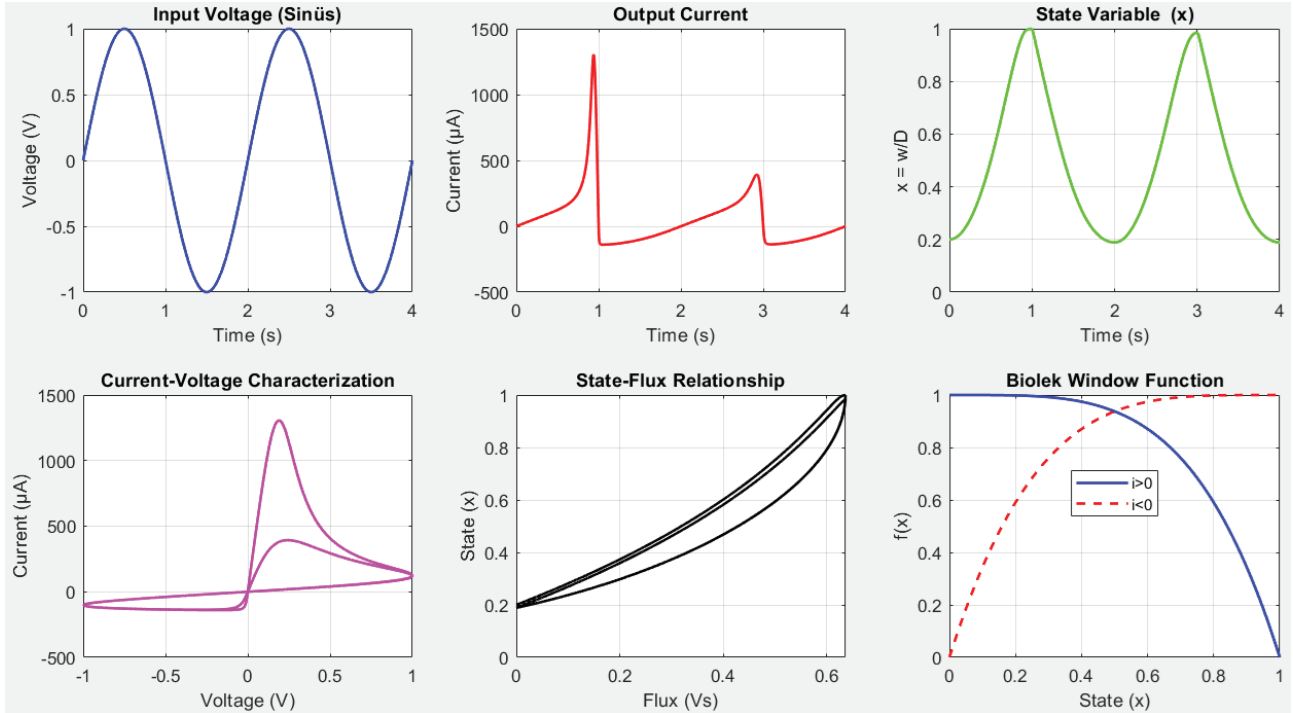 Input Voltage (Sinüs)
Voltage (V)
1
0.5
0
-0.5
-1
0 1 2 3 4
Time (s)
Output Current
Current (µA)
1500
1000
500
0
-500
0 1 2 3 4
Time (s)
State Variable (x)
x = w/D
1
0.8
0.6
0.4
0.2
0
0 1 2 3 4
Time (s)
Current-Voltage Characterization
Current (µA)
1500
1000
500
0
-500
-1 -0.5 0 0.5 1
Voltage (V)
State-Flux Relationship
State (x)
1
0.8
0.6
0.4
0.2
0
0 0.2 0.4 0.6
Flux (Vs)
Biolek Window Function
f(x)
1
0.8
0.6
0.4
0.2
0
i>0
i<0
0 0.2 0.4 0.6 0.8 1
State (x)